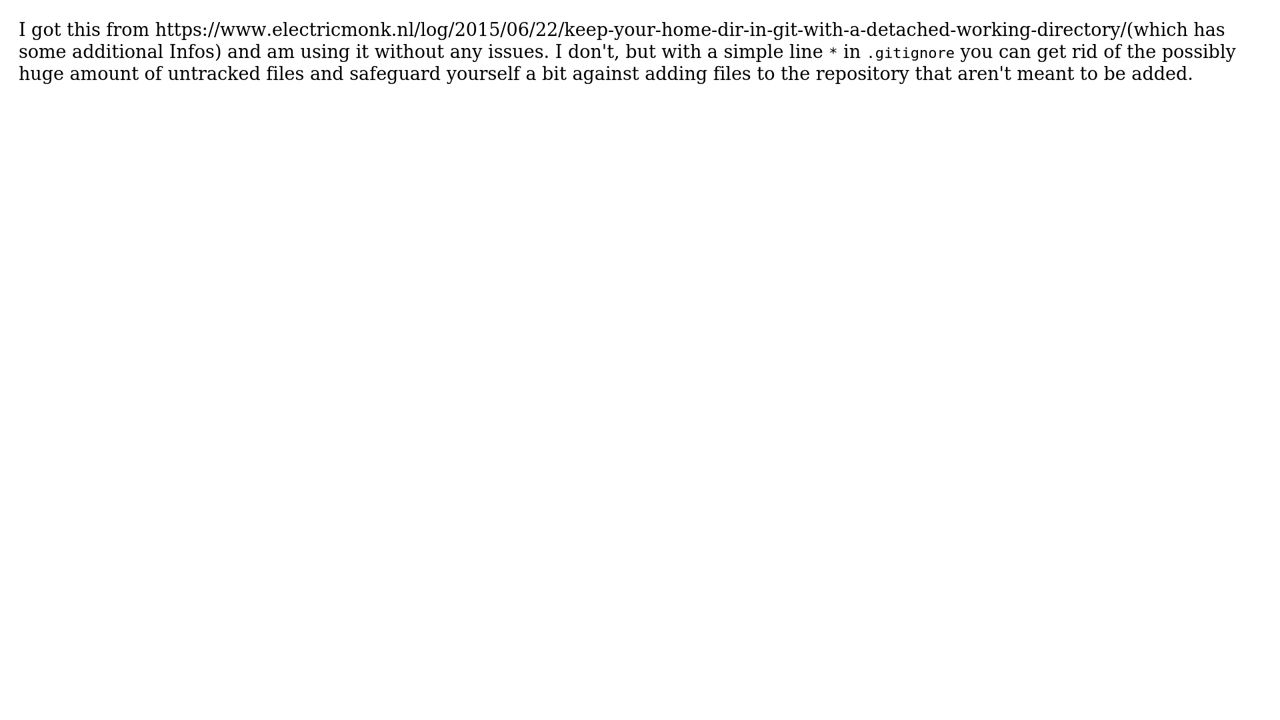 I got this from https://www.electricmonk.nl/log/2015/06/22/keep-your-home-dir-in-git-with-a-detached-working-directory/(which has
some additional Infos) and am using it without any issues. I don't, but with a simple line * in .gitignore you can get rid of the possibly
huge amount of untracked files and safeguard yourself a bit against adding files to the repository that aren't meant to be added.